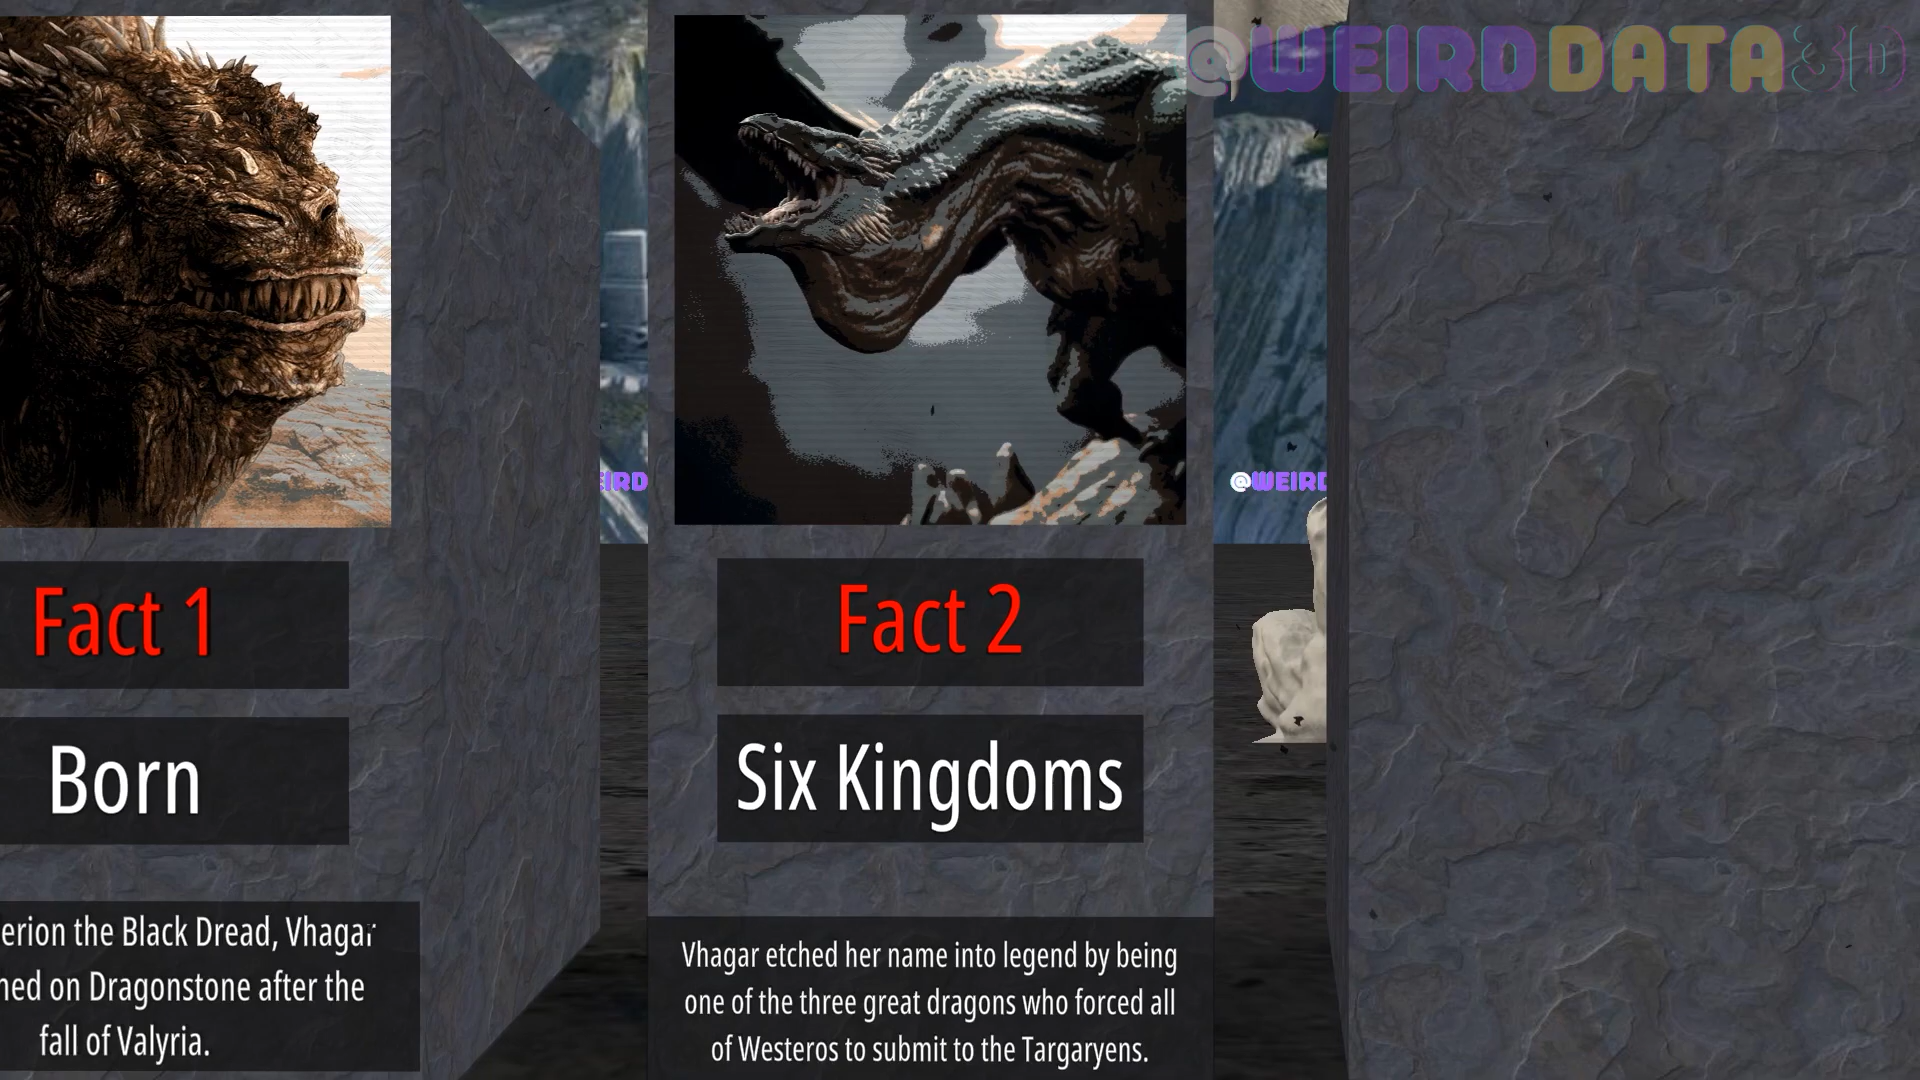 @WEIRDDATA3D
@WEIRD
Fact 1
Born
erion the Black Dread, Vhagar
hed on Dragonstone after the
fall of Valyria.
EIRD
Fact 2
Six Kingdoms
Vhagar etched her name into legend by being
one of the three great dragons who forced all
of Westeros to submit to the Targaryens.